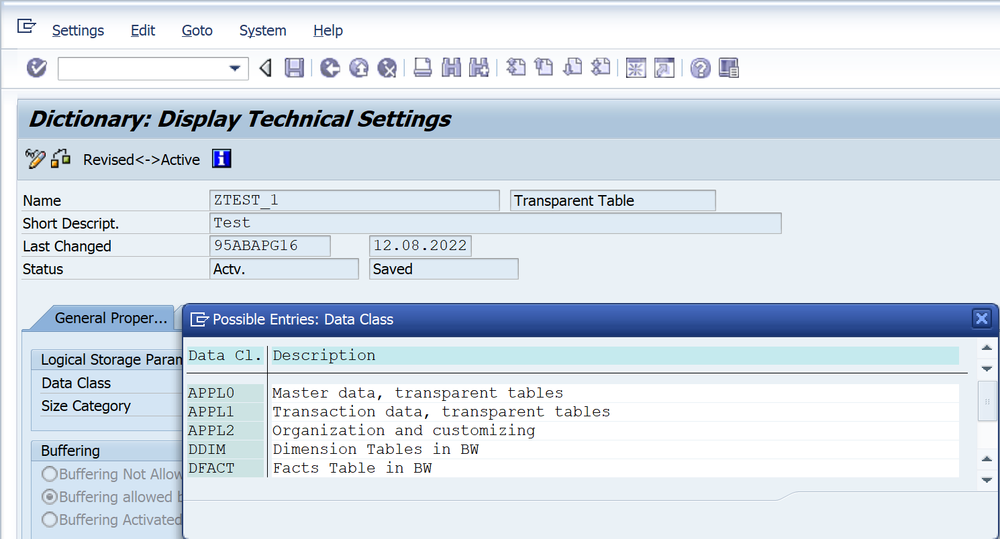 Settings Edit Goto System Help
Dictionary: Display Technical Settings
Revised<->Active
Name ZTEST_1 Transparent Table
Short Descript. Test
Last Changed 95ABAPG16 12.08.2022
Status Actv. Saved
General Proper...
Possible Entries: Data Class
Logical Storage Param
Data Class
Size Category
Data Cl. Description
APPL0 Master data, transparent tables
APPL1 Transaction data, transparent tables
APPL2 Organization and customizing
DDIM Dimension Tables in BW
DFACT Facts Table in BW
Buffering
Buffering Not Allow
Buffering allowed b
Buffering Activated